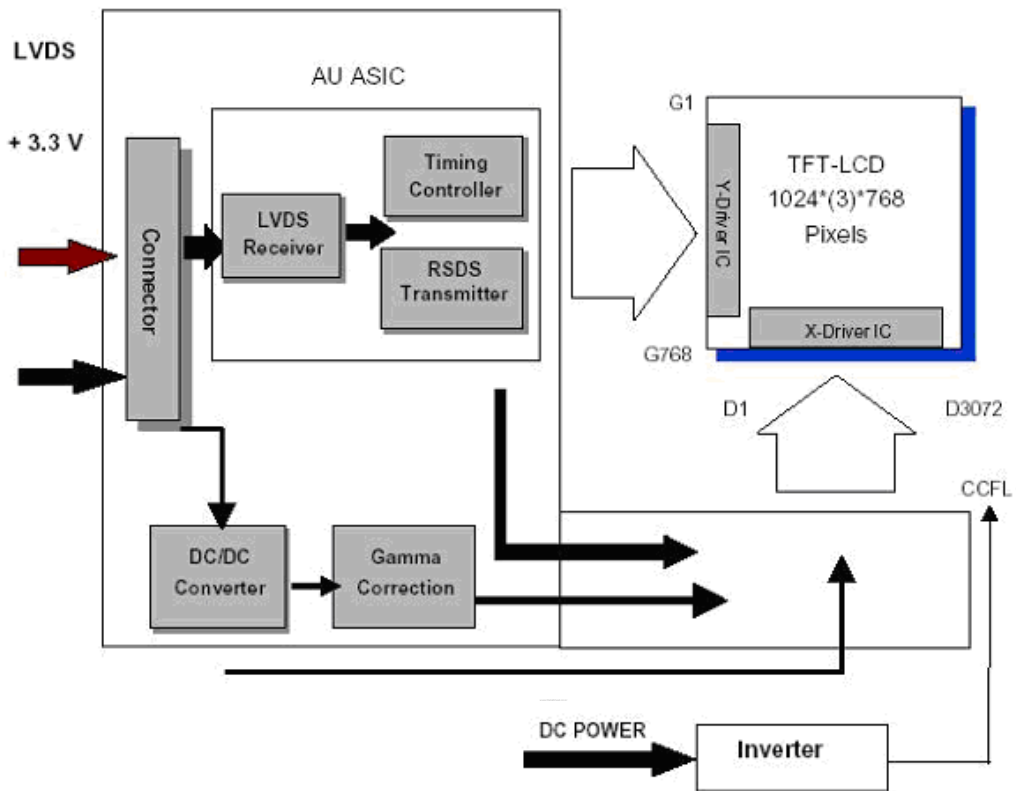 LVDS
+ 3.3 V
AU ASIC
Connector
LVDS
Receiver
Timing
Controller
RSDS
Transmitter
DC/DC
Converter
Gamma
Correction
G1
Y-Driver IC
TFT-LCD
1024*(3)*768
Pixels
X-Driver IC
G768
D1
D3072
CCFL
DC POWER
Inverter